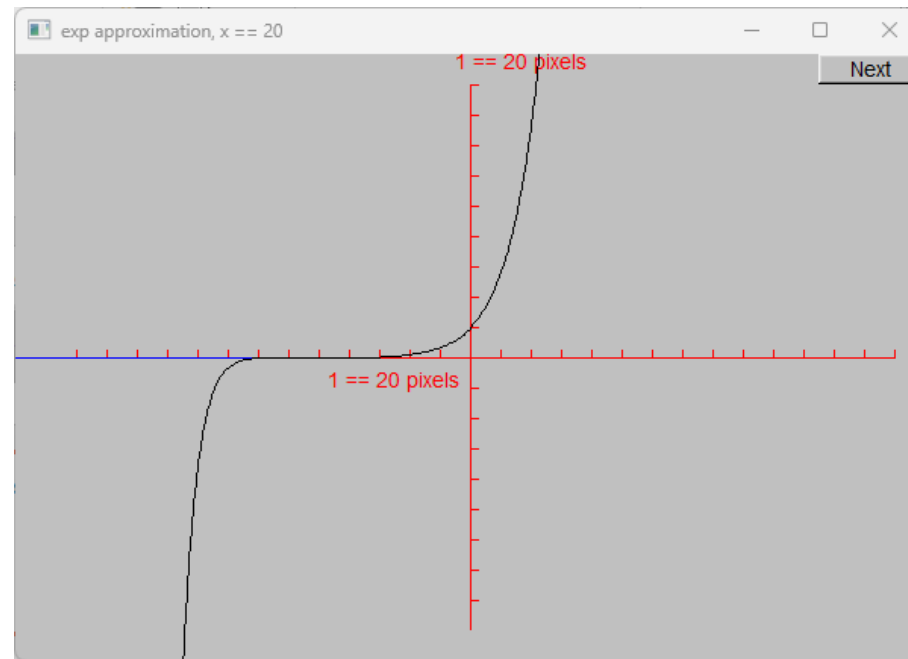 exp approximation, x == 20
1 == 20 pixels
Next
1 == 20 pixels